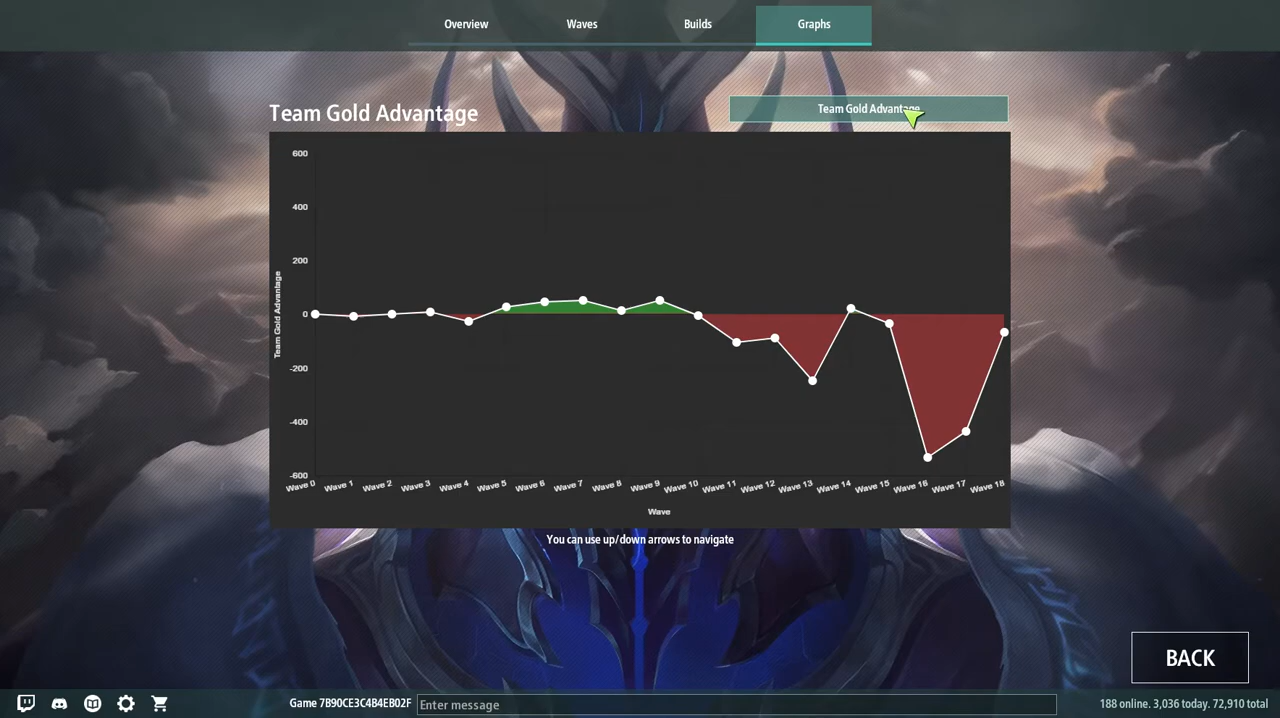 Overview Waves Builds Graphs
Team Gold Advantage
Team Gold Advantage
600
400
200
0
-200
-400
-600
Team Gold Advantage
Wave 0 Wave 1 Wave 2 Wave 3 Wave 4 Wave 5 Wave 6 Wave 7 Wave 8 Wave 9 Wave 10 Wave 11 Wave 12 Wave 13 Wave 14 Wave 15 Wave 16 Wave 17 Wave 18
Wave
You can use up/down arrows to navigate
BACK
Game 7B90CE3C4B4EB02F Enter message 188 online. 3,036 today. 72,910 total